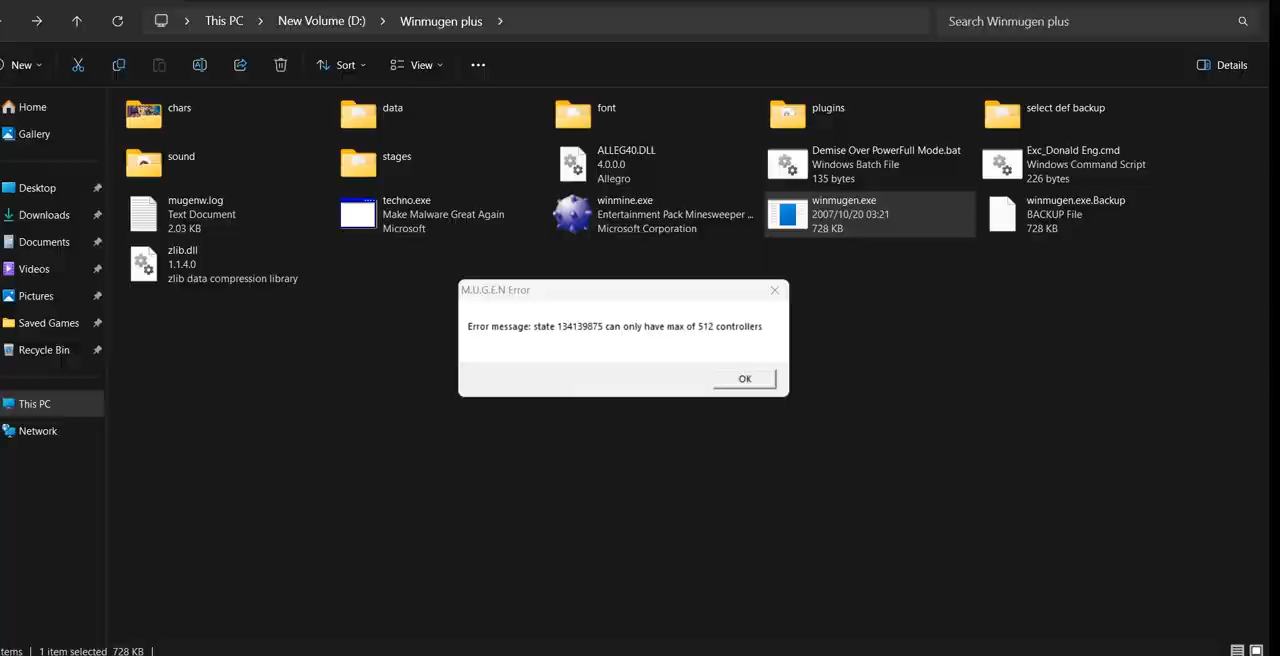 This PC > New Volume (D:) > Winmugen plus >
Search Winmugen plus
New
Sort
View
Details
Home
Gallery
Desktop
Downloads
Documents
Videos
Pictures
Saved Games
Recycle Bin
This PC
Network
chars
data
font
plugins
select def backup
sound
stages
ALLEG40.DLL
4.0.0.0
Allegro
Demise Over PowerFull Mode.bat
Windows Batch File
135 bytes
Exc_Donald Eng.cmd
Windows Command Script
226 bytes
mugenw.log
Text Document
2.03 KB
techno.exe
Make Malware Great Again
Microsoft
winmine.exe
Entertainment Pack Minesweeper ...
Microsoft Corporation
winmugen.exe
2007/10/20 03:21
728 KB
winmugen.exe.Backup
BACKUP File
728 KB
zlib.dll
1.1.4.0
zlib data compression library
M.U.G.E.N Error
Error message: state 134139875 can only have max of 512 controllers
OK
tems | 1 item selected 728 KB |